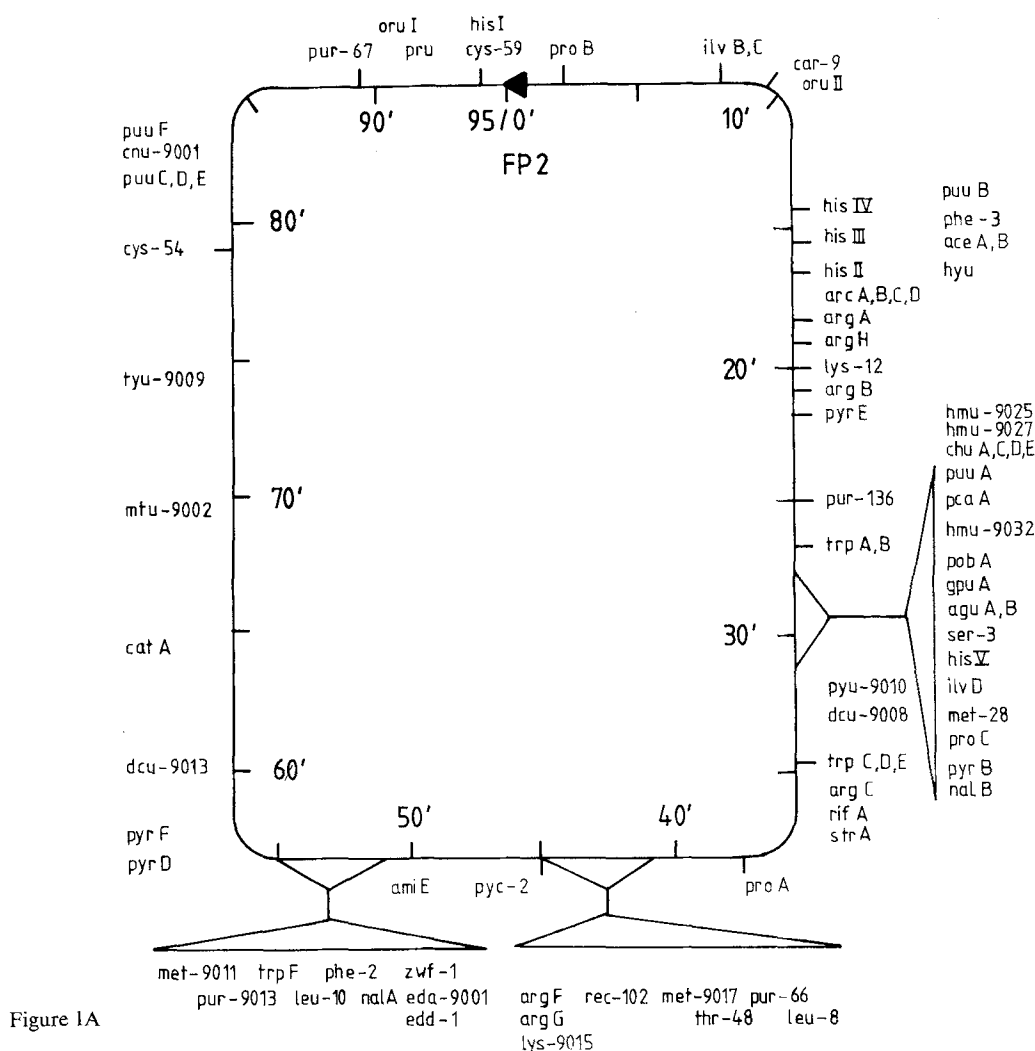 oru I
his I
pur-67
pru
cys-59
pro B
ilv B,C
car-9
oru II
90'
95/0'
10'
FP2
puu F
cnu-9001
puu C,D,E
80'
cys-54
tyu-9009
70'
mtu-9002
cat A
dcu-9013
60'
pyr F
pyr D
his IV
his III
his II
arc A,B,C,D
arg A
arg H
20'
lys-12
arg B
pyr E
pur-136
trp A,B
30'
pyu-9010
dcu-9008
trp C,D,E
arg C
rif A
str A
puu B
phe-3
ace A,B
hyu
hmu-9025
hmu-9027
chu A,C,D,E
puu A
pca A
hmu-9032
pob A
gpu A
agu A,B
ser-3
his V
ilv D
met-28
pro C
pyr B
nal B
50'
40'
ami E
pyc-2
pro A
met-9011 trp F phe-2 zwf-1
pur-9013 leu-10 nal A eda-9001
edd-1
arg F rec-102 met-9017 pur-66
arg G thr-48 leu-8
lys-9015
Figure 1A